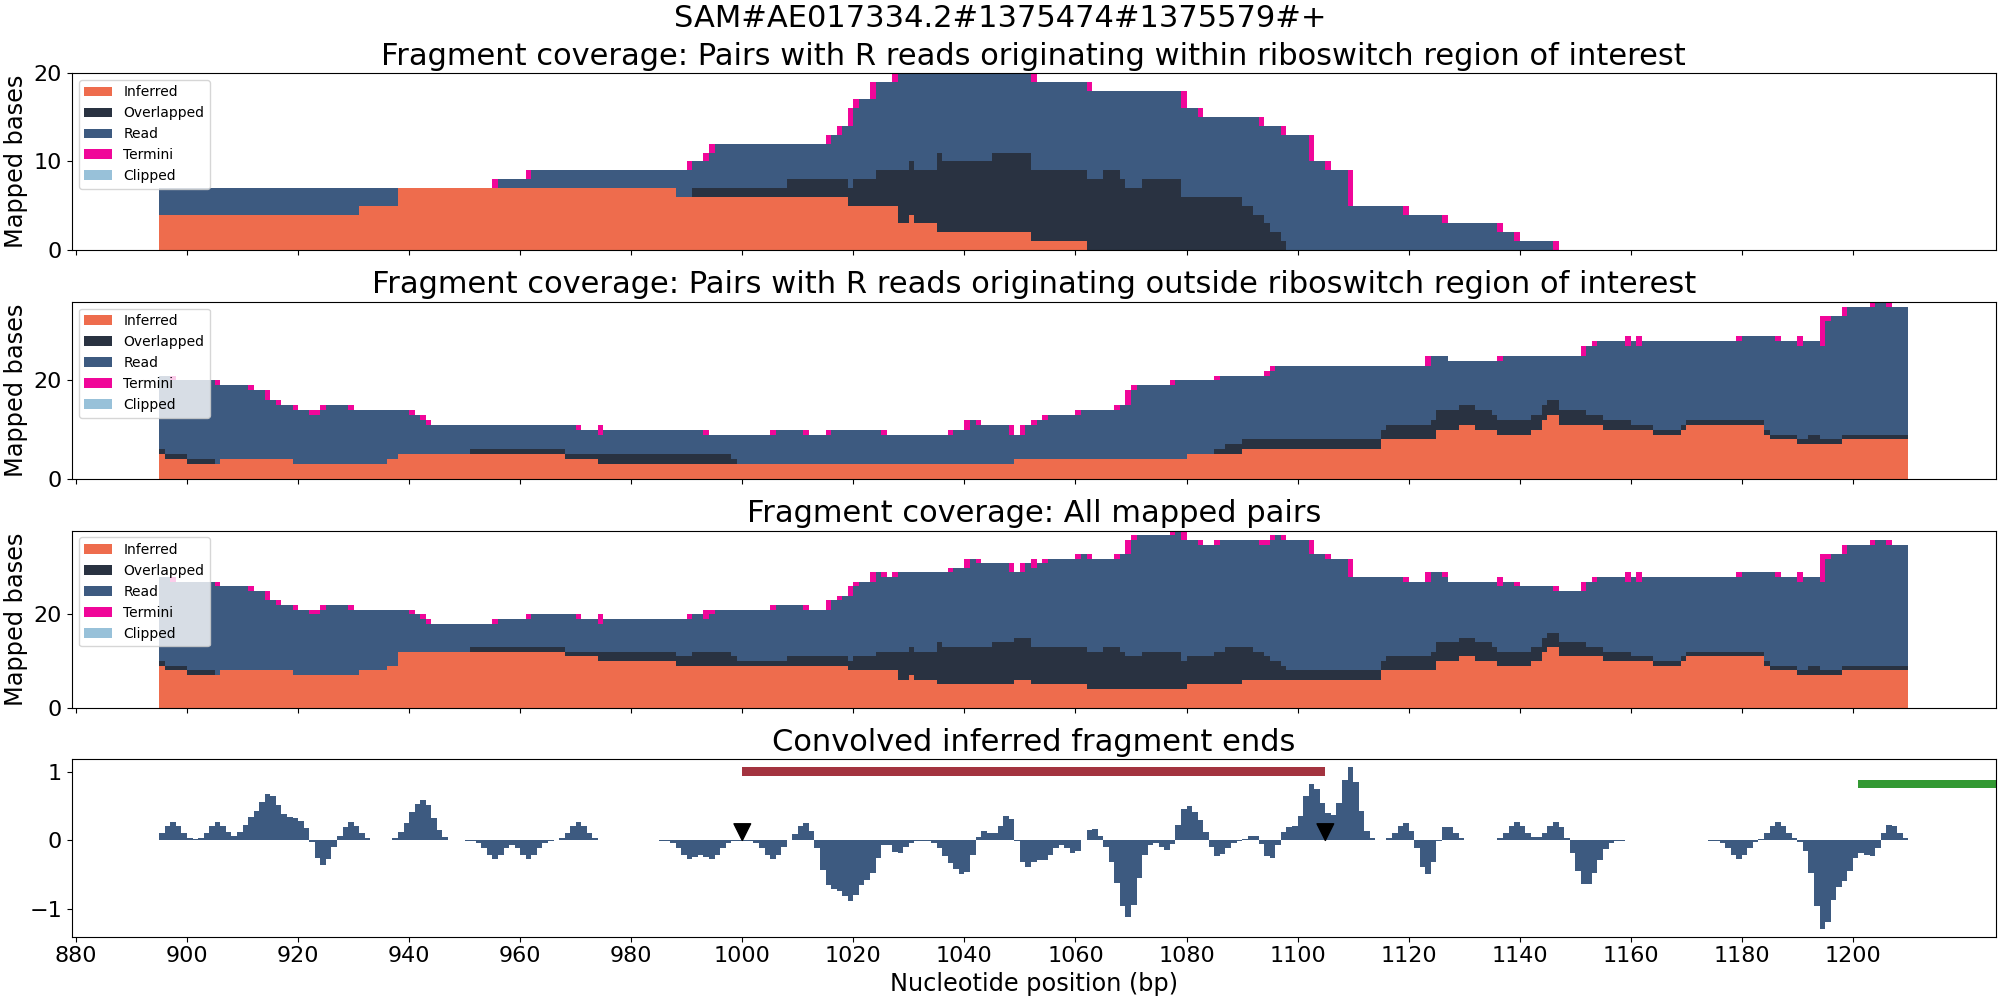 SAM#AE017334.2#1375474#1375579#+
Fragment coverage: Pairs with R reads originating within riboswitch region of interest
Mapped bases
20
10
0
Inferred
Overlapped
Read
Termini
Clipped
Fragment coverage: Pairs with R reads originating outside riboswitch region of interest
Mapped bases
20
0
Inferred
Overlapped
Read
Termini
Clipped
Fragment coverage: All mapped pairs
Mapped bases
20
0
Inferred
Overlapped
Read
Termini
Clipped
Convolved inferred fragment ends
1
0
−1
880 900 920 940 960 980 1000 1020 1040 1060 1080 1100 1120 1140 1160 1180 1200
Nucleotide position (bp)